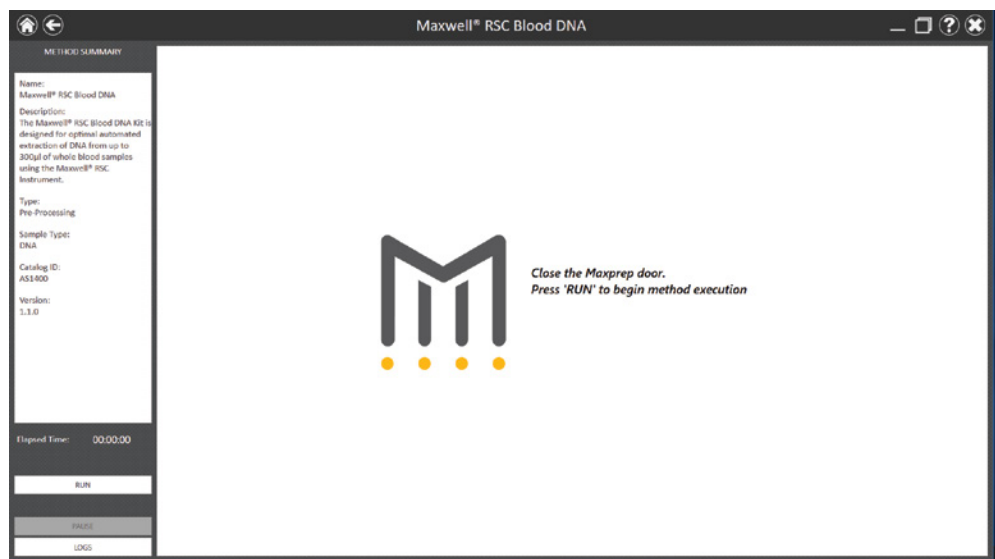 Maxwell® RSC Blood DNA
METHOD SUMMARY
Name:
Maxwell® RSC Blood DNA
Description:
The Maxwell® RSC Blood DNA Kit is
designed for optimal automated
extraction of DNA from up to
300µl of whole blood samples
using the Maxwell® RSC
Instrument.
Type:
Pre-Processing
Sample Type:
DNA
Catalog ID:
AS1400
Version:
1.1.0
Close the Maxprep door.
Press 'RUN' to begin method execution
Elapsed Time: 00:00:00
RUN
PAUSE
LOGS